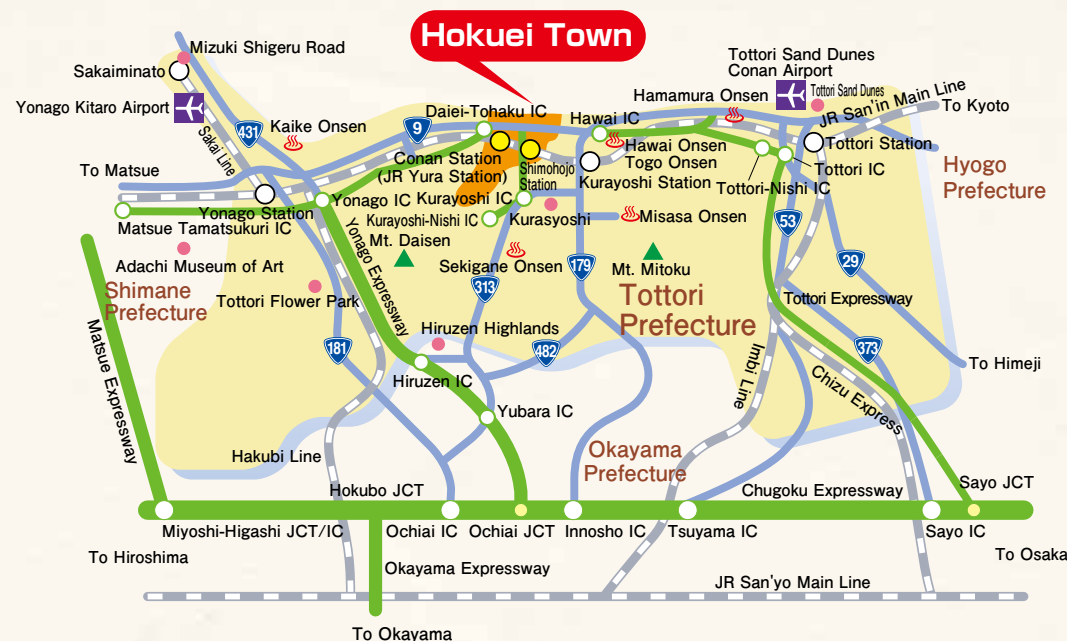 Hokuei Town
Mizuki Shigeru Road
Sakaiminato
Yonago Kitaro Airport
Sakai Line
431
Kaike Onsen
9
Daiei-Tohaku IC
Hawai IC
Hamamura Onsen
Tottori Sand Dunes
Conan Airport
Tottori Sand Dunes
JR San'in Main Line
To Kyoto
Tottori Station
Hawai Onsen
Togo Onsen
Conan Station
(JR Yura Station)
Shimohojo
Station
Kurayoshi Station
Tottori IC
Tottori-Nishi IC
Hyogo
Prefecture
To Matsue
Yonago Station
Yonago IC
Kurayoshi IC
Kurayoshi-Nishi IC
Kurasyoshi
Misasa Onsen
53
Matsue Tamatsukuri IC
Mt. Daisen
Sekigane Onsen
179
Mt. Mitoku
29
Adachi Museum of Art
Shimane
Prefecture
Tottori Flower Park
Yonago Expressway
313
Tottori
Prefecture
Tottori Expressway
Matsue Expressway
181
Hiruzen Highlands
482
373
Hiruzen IC
Imbi Line
Chizu Express
To Himeji
Yubara IC
Hakubi Line
Okayama
Prefecture
Hokubo JCT
Chugoku Expressway
Sayo JCT
Miyoshi-Higashi JCT/IC
Ochiai IC
Ochiai JCT
Innosho IC
Tsuyama IC
Sayo IC
To Hiroshima
To Osaka
Okayama Expressway
JR San'yo Main Line
To Okayama